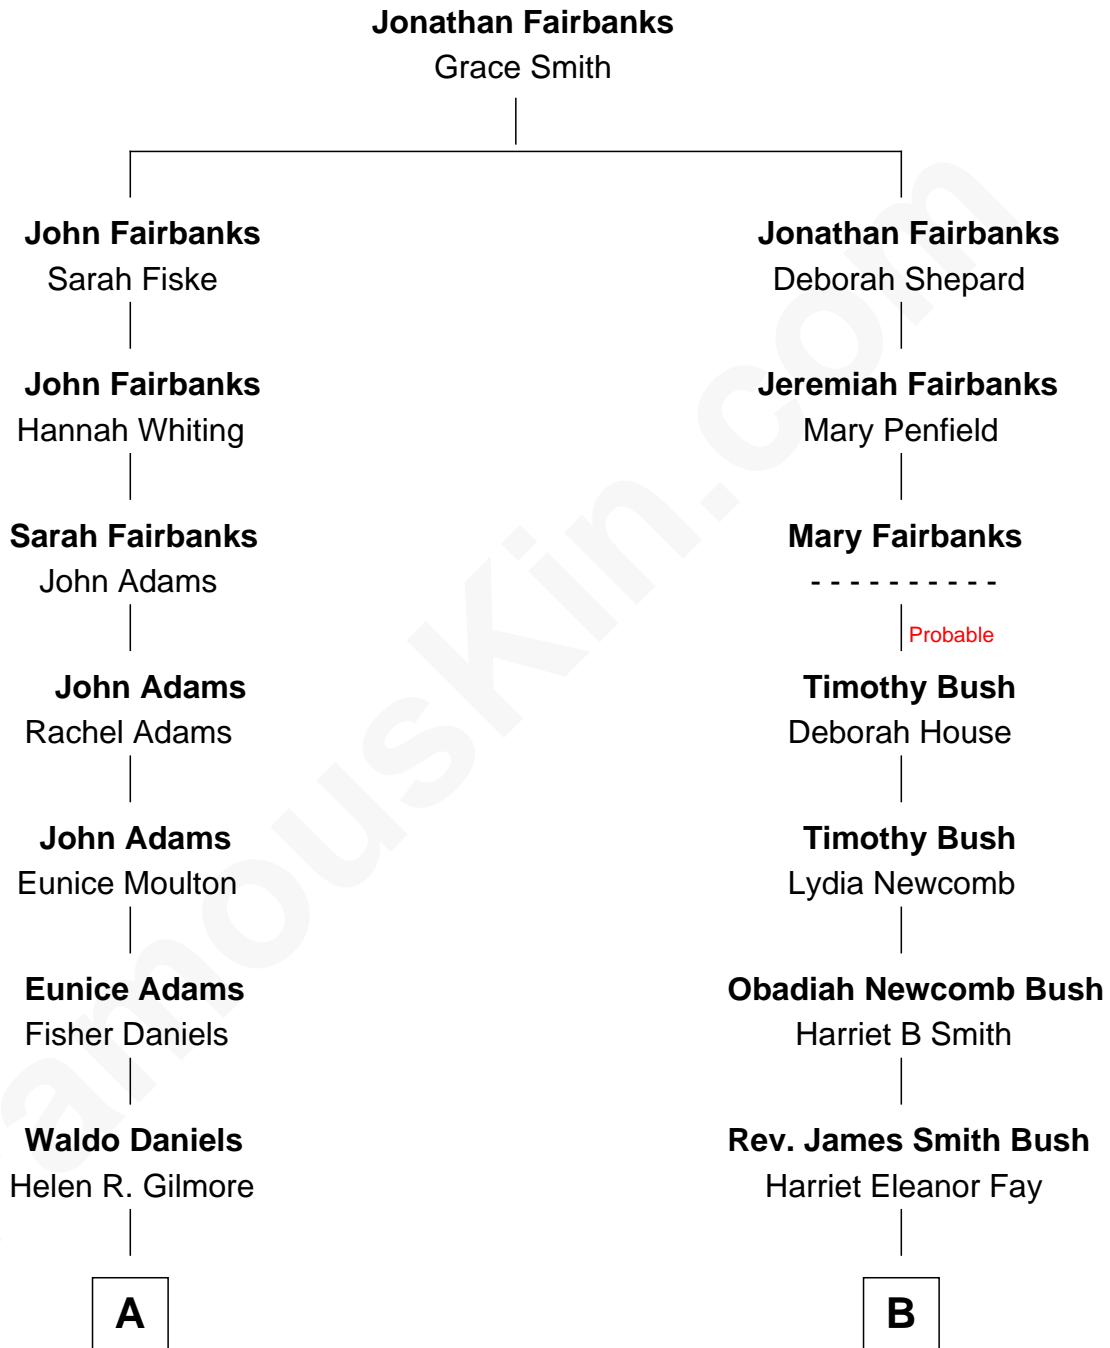 Jonathan Fairbanks
Grace Smith
John Fairbanks
Sarah Fiske
Jonathan Fairbanks
Deborah Shepard
John Fairbanks
Hannah Whiting
Jeremiah Fairbanks
Mary Penfield
Sarah Fairbanks
John Adams
Mary Fairbanks
- - - - - - - - - -
Probable
John Adams
Rachel Adams
Timothy Bush
Deborah House
John Adams
Eunice Moulton
Timothy Bush
Lydia Newcomb
Eunice Adams
Fisher Daniels
Obadiah Newcomb Bush
Harriet B Smith
Waldo Daniels
Helen R. Gilmore
Rev. James Smith Bush
Harriet Eleanor Fay
A
B
amousKin.com